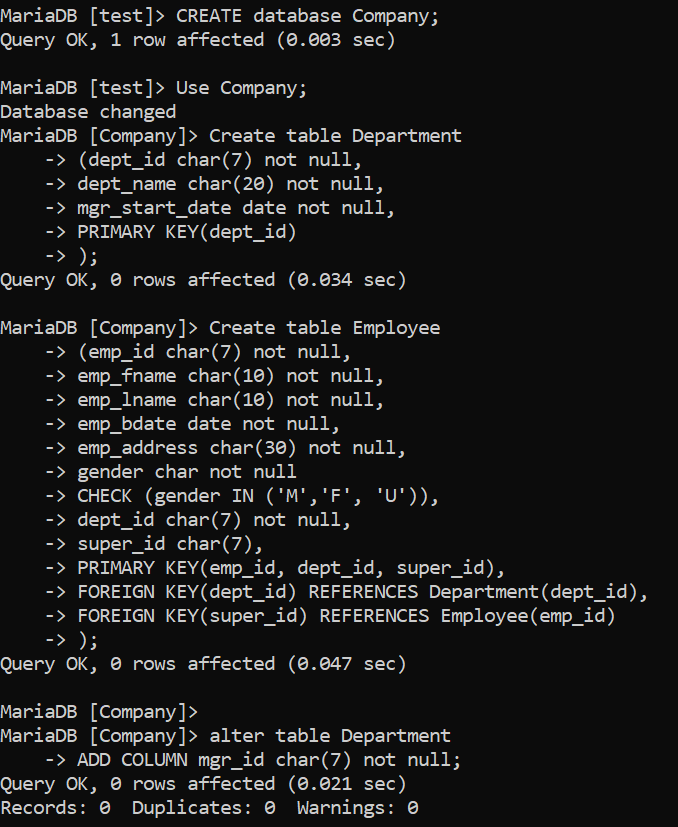 MariaDB [test]> CREATE database Company;
Query OK, 1 row affected (0.003 sec)
MariaDB [test]> Use Company;
Database changed
MariaDB [Company]> Create table Department
    -> (dept_id char(7) not null,
    -> dept_name char(20) not null,
    -> mgr_start_date date not null,
    -> PRIMARY KEY(dept_id)
    -> );
Query OK, 0 rows affected (0.034 sec)
MariaDB [Company]> Create table Employee
    -> (emp_id char(7) not null,
    -> emp_fname char(10) not null,
    -> emp_lname char(10) not null,
    -> emp_bdate date not null,
    -> emp_address char(30) not null,
    -> gender char not null
    -> CHECK (gender IN ('M','F', 'U')),
    -> dept_id char(7) not null,
    -> super_id char(7),
    -> PRIMARY KEY(emp_id, dept_id, super_id),
    -> FOREIGN KEY(dept_id) REFERENCES Department(dept_id),
    -> FOREIGN KEY(super_id) REFERENCES Employee(emp_id)
    -> );
Query OK, 0 rows affected (0.047 sec)
MariaDB [Company]>
MariaDB [Company]> alter table Department
    -> ADD COLUMN mgr_id char(7) not null;
Query OK, 0 rows affected (0.021 sec)
Records: 0  Duplicates: 0  Warnings: 0